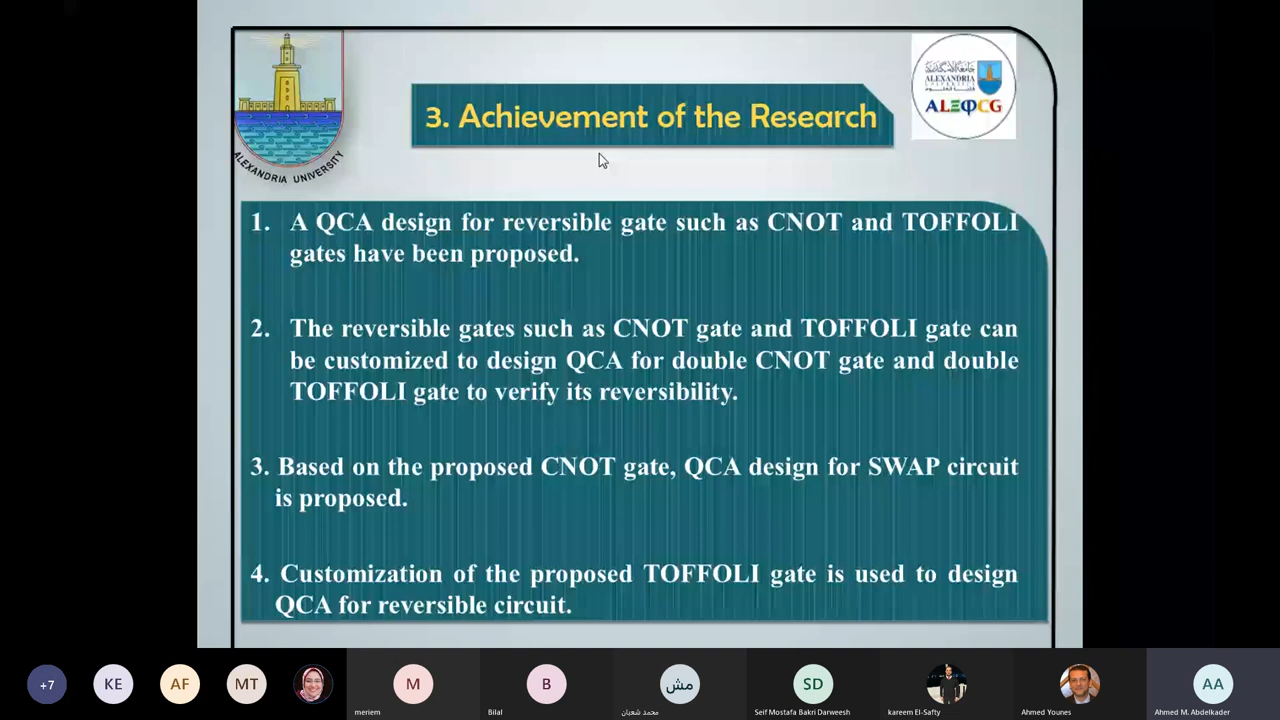 3. Achievement of the Research
ALEXANDRIA UNIVERSITY
ALEXANDRIA
1. A QCA design for reversible gate such as CNOT and TOFFOLI
gates have been proposed.
2. The reversible gates such as CNOT gate and TOFFOLI gate can
be customized to design QCA for double CNOT gate and double
TOFFOLI gate to verify its reversibility.
3. Based on the proposed CNOT gate, QCA design for SWAP circuit
is proposed.
4. Customization of the proposed TOFFOLI gate is used to design
QCA for reversible circuit.
+7
KE
AF
MT
M
B
مش
SD
AA
meriem
Bilal
محمد شعبان
Seif Mostafa Bakri Darweesh
kareem El-Safty
Ahmed Younes
Ahmed M. Abdelkader